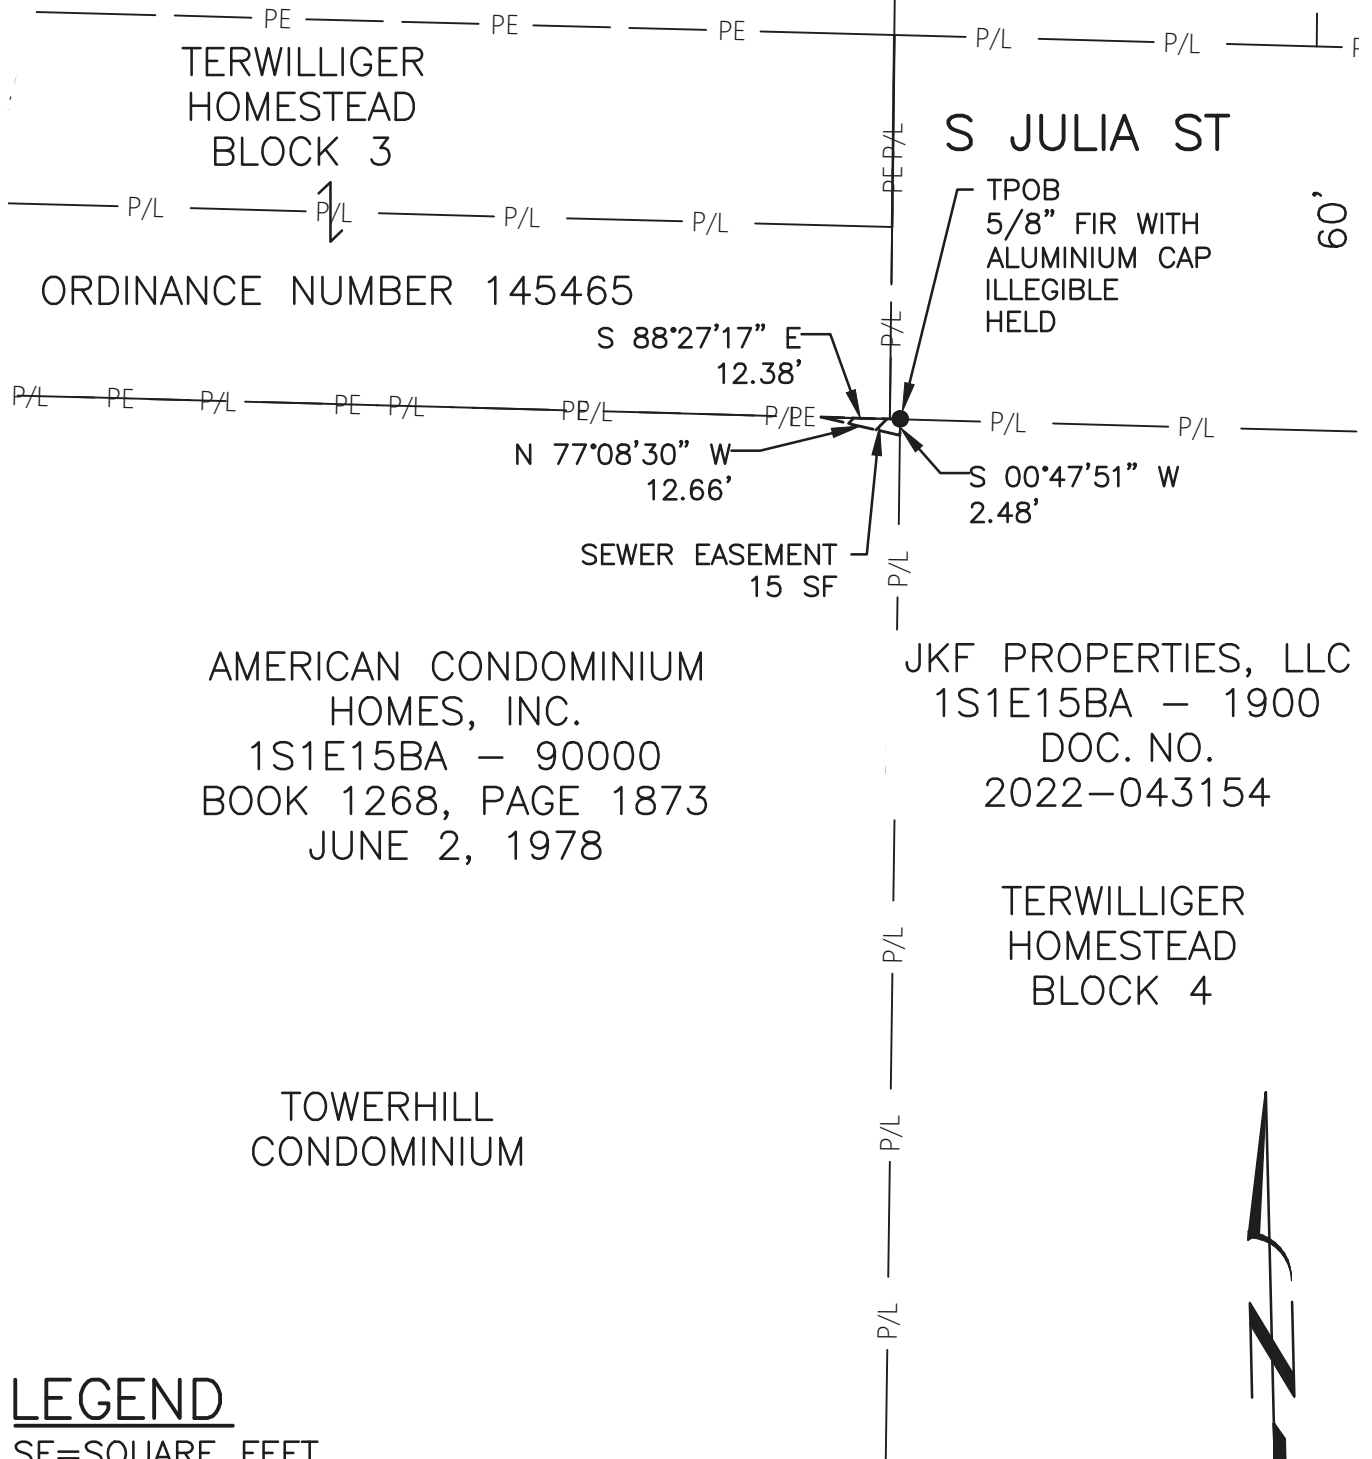 PE PE PE P/L P/L
TERWILLIGER
HOMESTEAD
BLOCK 3
S JULIA ST
PE P/L
P/L P/L P/L P/L
TPOB
5/8" FIR WITH
ALUMINIUM CAP
ILLEGIBLE
HELD
60'
ORDINANCE NUMBER 145465
P/L
S 88°27'17" E
12.38'
P/L PE P/L PE P/L PE P/L P/L PE P/L P/L
N 77°08'30" W
12.66'
S 00°47'51" W
2.48'
SEWER EASEMENT
15 SF
P/L
AMERICAN CONDOMINIUM
HOMES, INC.
1S1E15BA - 90000
BOOK 1268, PAGE 1873
JUNE 2, 1978
JKF PROPERTIES, LLC
1S1E15BA - 1900
DOC. NO.
2022-043154
TERWILLIGER
HOMESTEAD
BLOCK 4
P/L
TOWERHILL
CONDOMINIUM
P/L
P/L
N
LEGEND
SF=SQUARE FEET